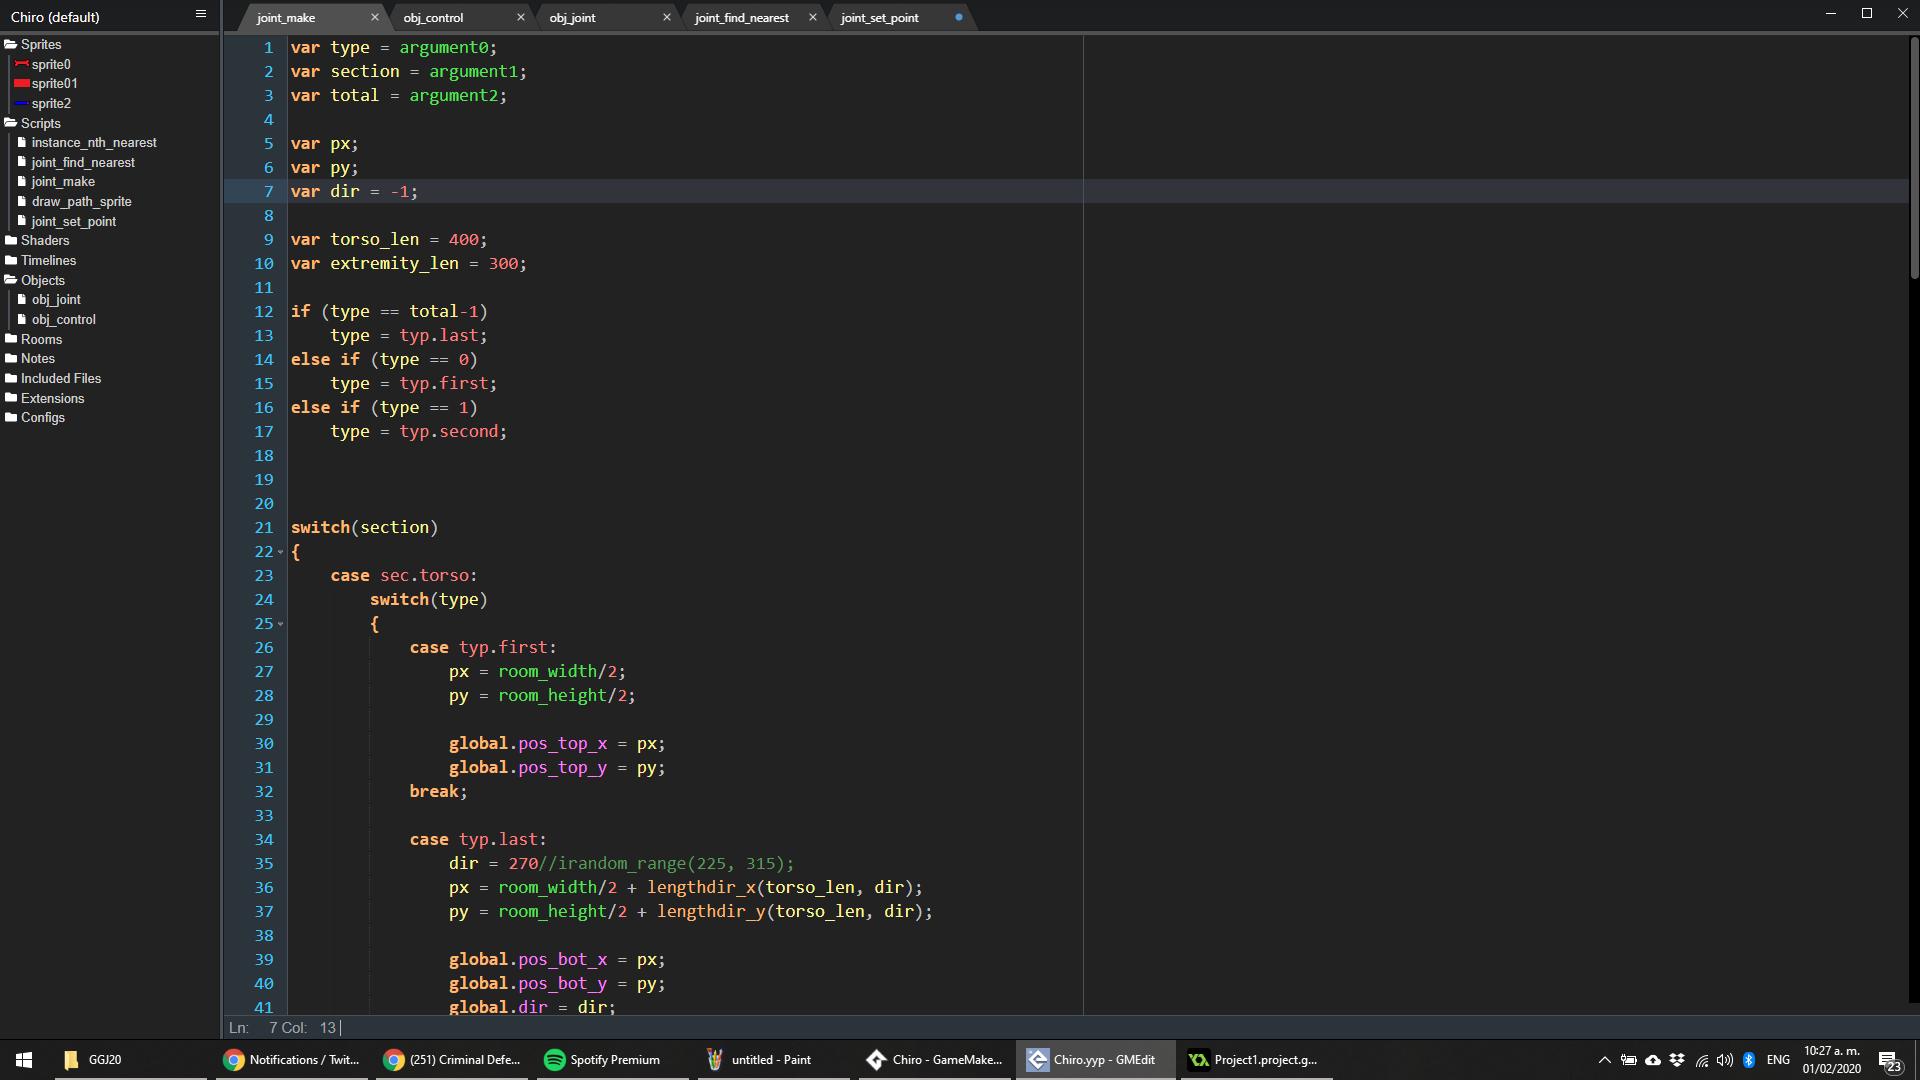 Chiro (default)
joint_make
obj_control
obj_joint
joint_find_nearest
joint_set_point
Sprites
sprite0
sprite01
sprite2
Scripts
instance_nth_nearest
joint_find_nearest
joint_make
draw_path_sprite
joint_set_point
Shaders
Timelines
Objects
obj_joint
obj_control
Rooms
Notes
Included Files
Extensions
Configs
1 var type = argument0;
2 var section = argument1;
3 var total = argument2;
4
5 var px;
6 var py;
7 var dir = -1;
8
9 var torso_len = 400;
10 var extremity_len = 300;
11
12 if (type == total-1)
13 type = typ.last;
14 else if (type == 0)
15 type = typ.first;
16 else if (type == 1)
17 type = typ.second;
18
19
20
21 switch(section)
22 {
23 case sec.torso:
24 switch(type)
25 {
26 case typ.first:
27 px = room_width/2;
28 py = room_height/2;
29
30 global.pos_top_x = px;
31 global.pos_top_y = py;
32 break;
33
34 case typ.last:
35 dir = 270//irandom_range(225, 315);
36 px = room_width/2 + lengthdir_x(torso_len, dir);
37 py = room_height/2 + lengthdir_y(torso_len, dir);
38
39 global.pos_bot_x = px;
40 global.pos_bot_y = py;
41 global.dir = dir;
Ln: 7 Col: 13
GGJ20
Notifications / Twit...
(251) Criminal Defe...
Spotify Premium
untitled - Paint
Chiro - GameMake...
Chiro.yyp - GMEdit
Project1.project.g...
ENG
10:27 a. m.
01/02/2020
23